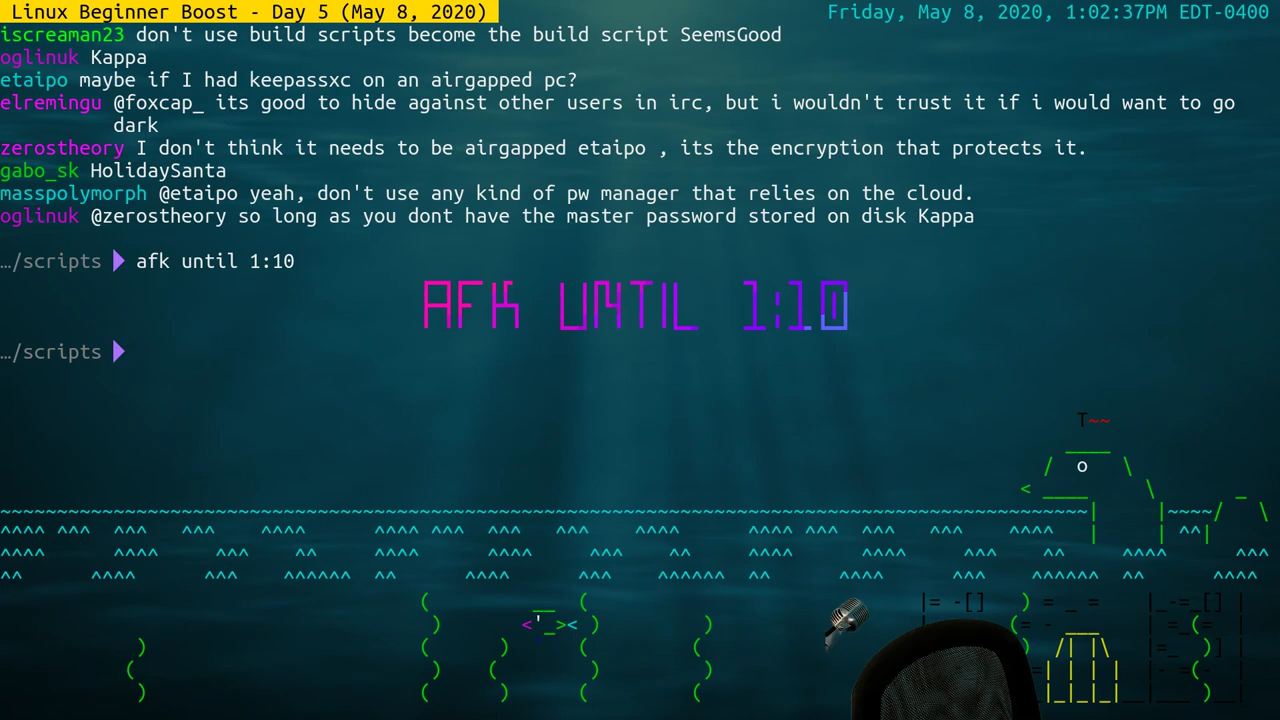 Linux Beginner Boost - Day 5 (May 8, 2020)
Friday, May 8, 2020, 1:02:37PM EDT-0400
iscreaman23 don't use build scripts become the build script SeemsGood
oglinuk Kappa
etaipo maybe if I had keepassxc on an airgapped pc?
elremingu @foxcap_ its good to hide against other users in irc, but i wouldn't trust it if i would want to go
dark
zerostheory I don't think it needs to be airgapped etaipo , its the encryption that protects it.
gabo_sk HolidaySanta
masspolymorph @etaipo yeah, don't use any kind of pw manager that relies on the cloud.
oglinuk @zerostheory so long as you dont have the master password stored on disk Kappa
…/scripts afk until 1:10
AFK UNTIL 1:10
…/scripts